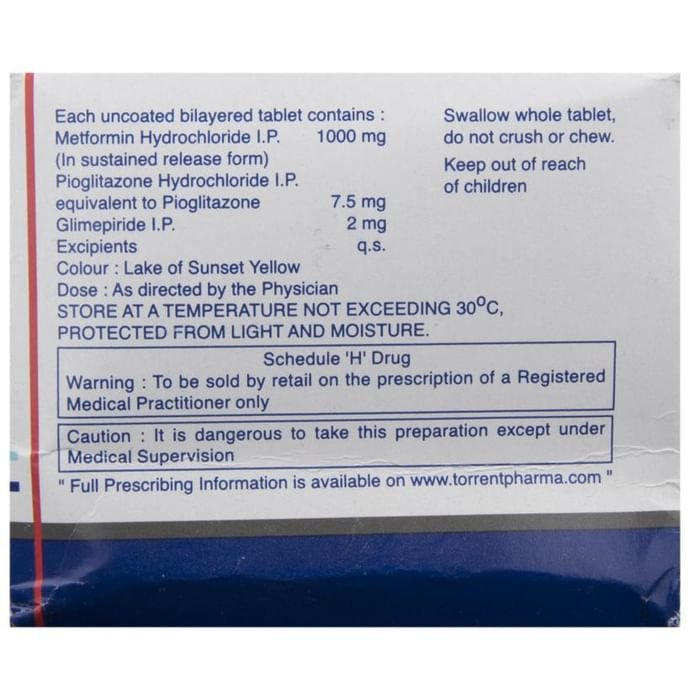 Each uncoated bilayered tablet contains :
Metformin Hydrochloride I.P. 1000 mg
(In sustained release form)
Pioglitazone Hydrochloride I.P.
equivalent to Pioglitazone 7.5 mg
Glimepiride I.P. 2 mg
Excipients q.s.
Colour : Lake of Sunset Yellow
Dose : As directed by the Physician
STORE AT A TEMPERATURE NOT EXCEEDING 30⁰C,
PROTECTED FROM LIGHT AND MOISTURE.
Swallow whole tablet,
do not crush or chew.
Keep out of reach
of children
Schedule 'H' Drug
Warning : To be sold by retail on the prescription of a Registered
Medical Practitioner only
Caution : It is dangerous to take this preparation except under
Medical Supervision
" Full Prescribing Information is available on www.torrentpharma.com "